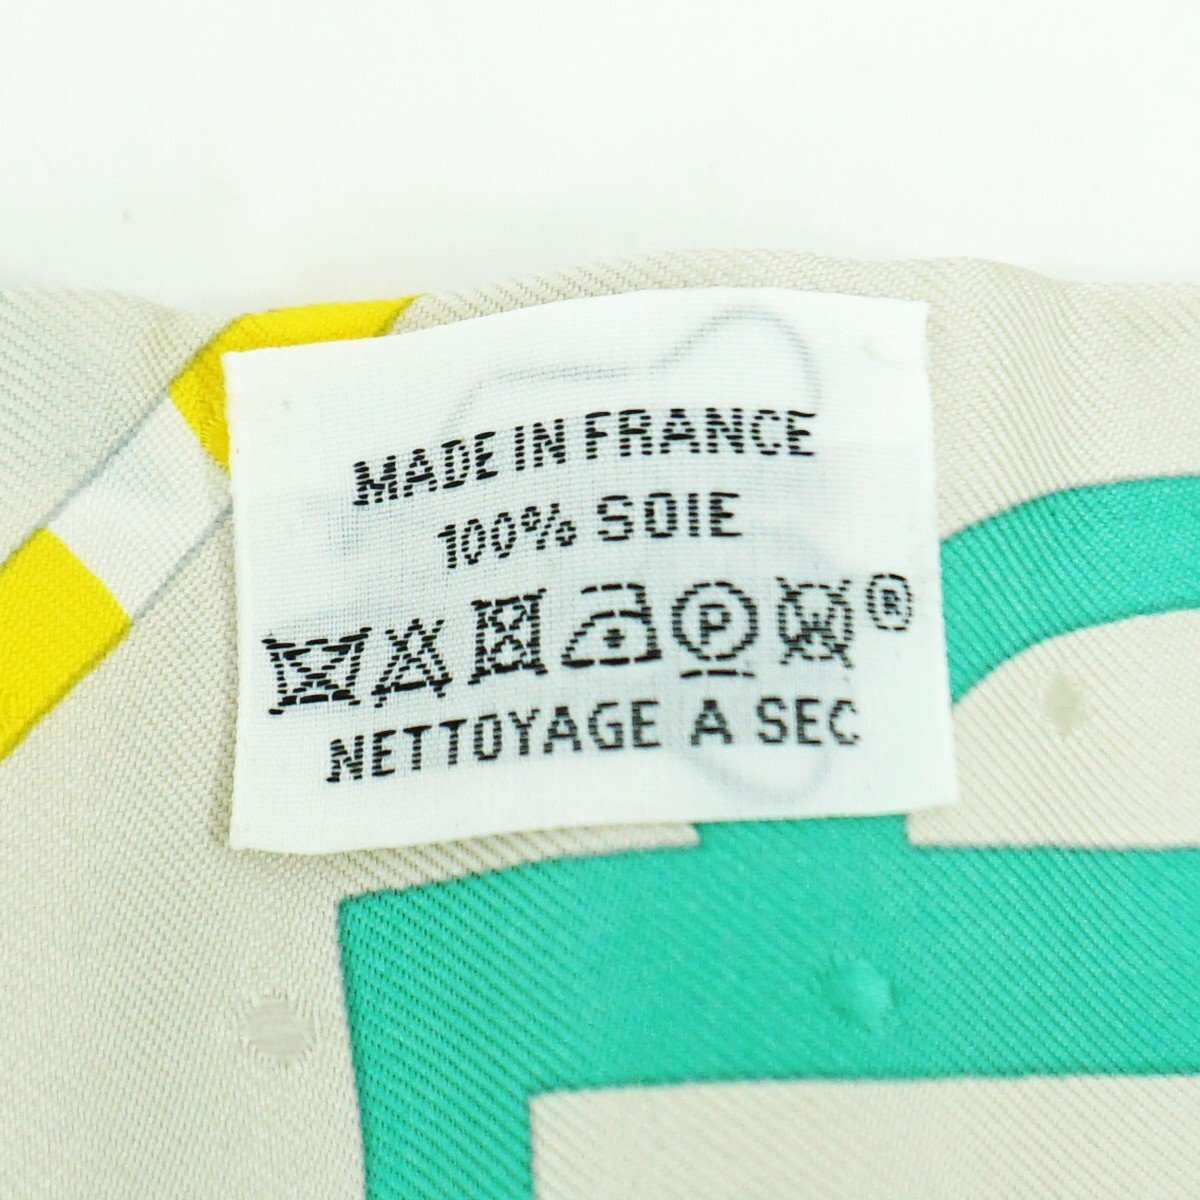 MADE IN FRANCE
100% SOIE
P W ®
NETTOYAGE A SEC